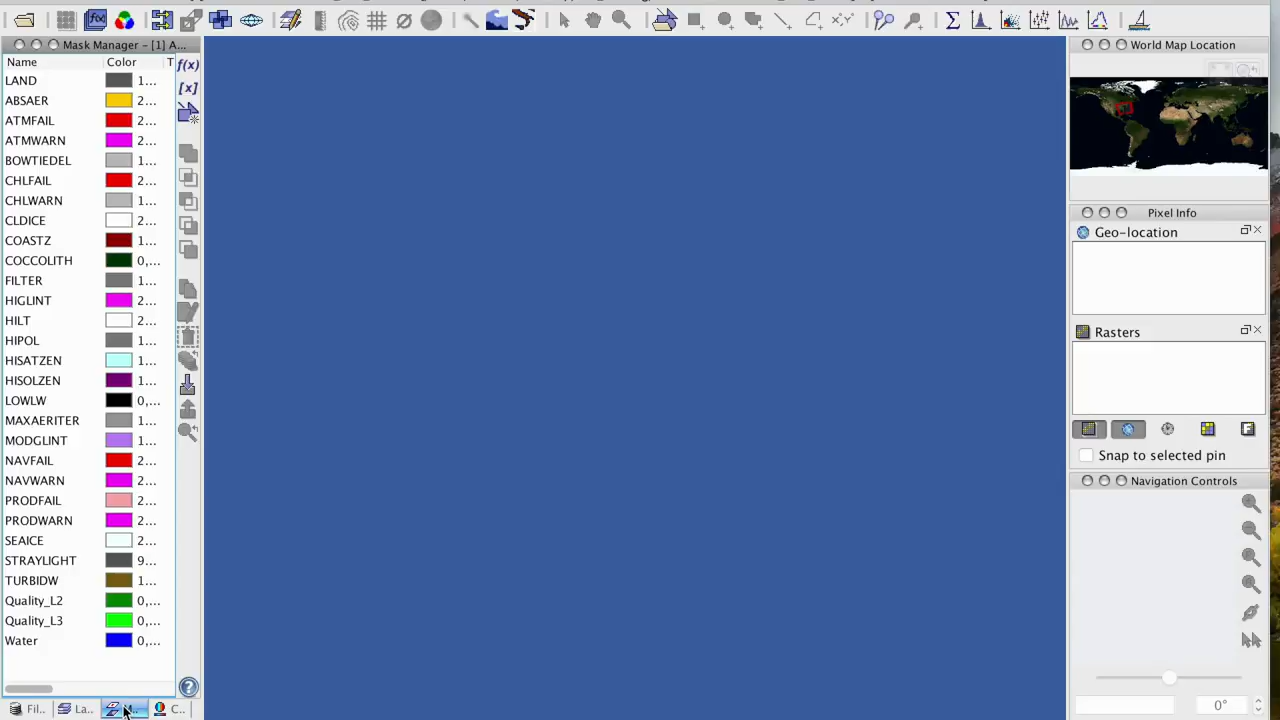 Mask Manager - [1] A...
World Map Location
Name Color T
f(x)
LAND 1...
[x]
ABSAER 2...
ATMFAIL 2...
ATMWARN 2...
BOWTIEDEL 1...
CHLFAIL 2...
CHLWARN 1...
CLDICE 2...
COASTZ 1...
COCCOLITH 0,...
FILTER 1...
HIGLINT 2...
HILT 2...
HIPOL 1...
HISATZEN 1...
HISOLZEN 1...
LOWLW 0,...
MAXAERITER 1...
MODGLINT 1...
NAVFAIL 2...
NAVWARN 2...
PRODFAIL 2...
PRODWARN 2...
SEAICE 2...
STRAYLIGHT 9...
TURBIDW 1...
Quality_L2 0,...
Quality_L3 0,...
Water 0,...
Fil.. La... M.. C..
Pixel Info
Geo-location
Rasters
Snap to selected pin
Navigation Controls
0°